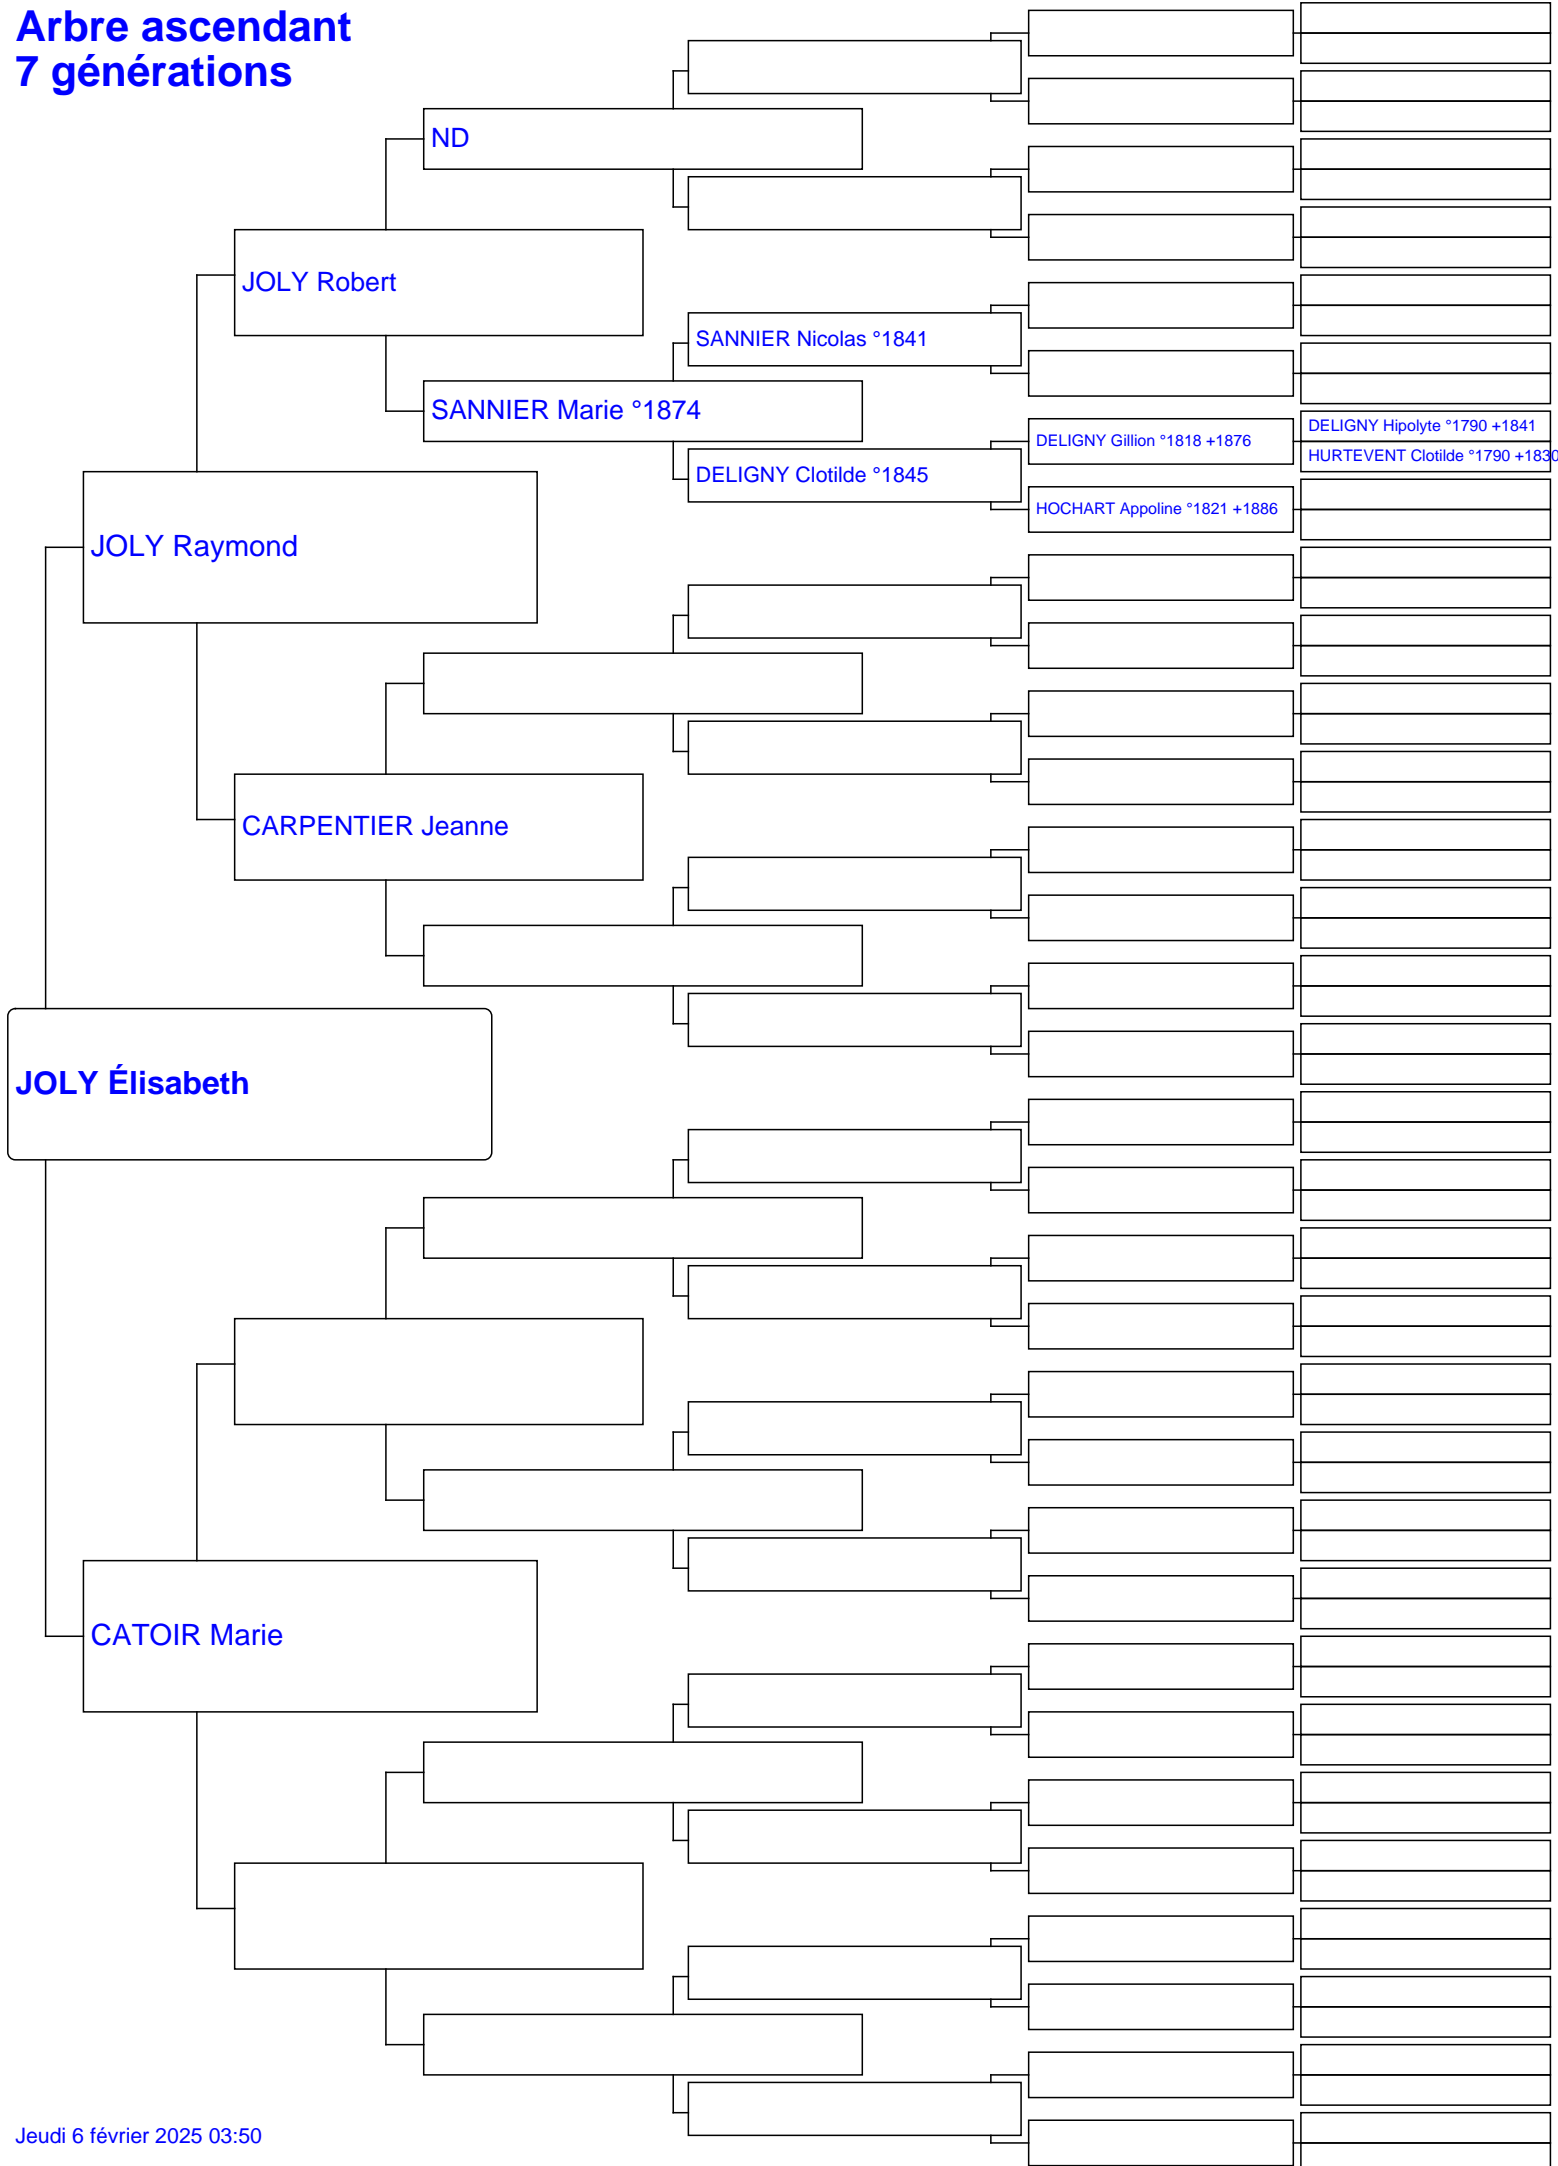 Arbre ascendant
7 générations
ND
JOLY Robert
SANNIER Nicolas °1841
SANNIER Marie °1874
DELIGNY Hipolyte °1790 +1841
DELIGNY Gillion °1818 +1876
HURTEVENT Clotilde °1790 +1830
DELIGNY Clotilde °1845
HOCHART Appoline °1821 +1886
JOLY Raymond
CARPENTIER Jeanne
JOLY Élisabeth
CATOIR Marie
Jeudi 6 février 2025 03:50